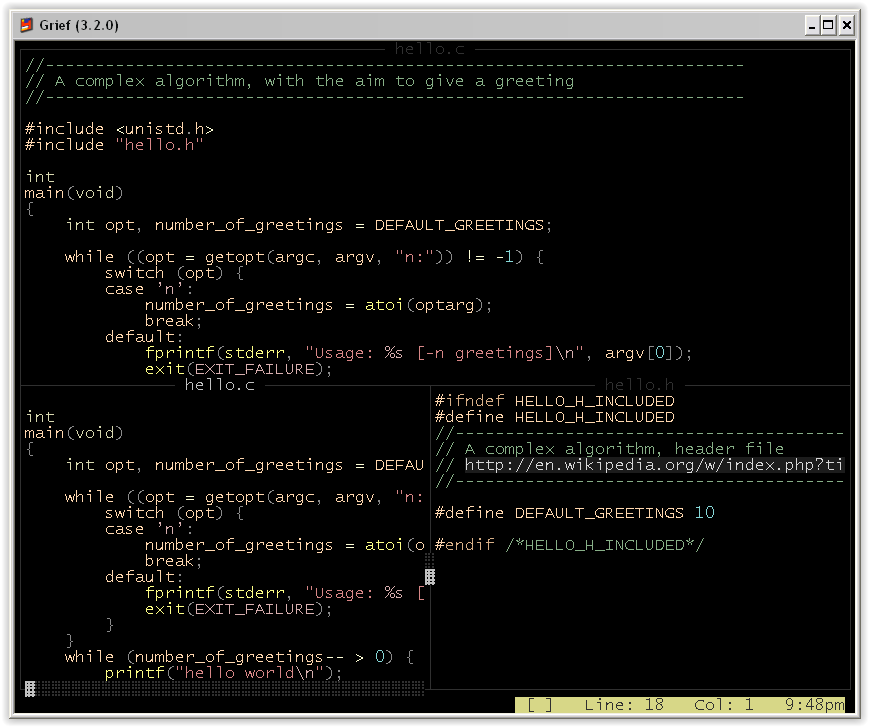 Grief (3.2.0)
hello.c
//----------------------------------------------------------------------
// A complex algorithm, with the aim to give a greeting
//----------------------------------------------------------------------
#include <unistd.h>
#include "hello.h"
int
main(void)
{
int opt, number_of_greetings = DEFAULT_GREETINGS;
while ((opt = getopt(argc, argv, "n:")) != -1) {
switch (opt) {
case 'n':
number_of_greetings = atoi(optarg);
break;
default:
fprintf(stderr, "Usage: %s [-n greetings]\n", argv[0]);
exit(EXIT_FAILURE);
hello.c
int
main(void)
{
int opt, number_of_greetings = DEFAU
while ((opt = getopt(argc, argv, "n:
switch (opt) {
case 'n':
number_of_greetings = atoi(o
break;
default:
fprintf(stderr, "Usage: %s [
exit(EXIT_FAILURE);
}
}
while (number_of_greetings-- > 0) {
printf("hello world\n");
hello.h
#ifndef HELLO_H_INCLUDED
#define HELLO_H_INCLUDED
//---------------------------------------
// A complex algorithm, header file
// http://en.wikipedia.org/w/index.php?ti
//---------------------------------------
#define DEFAULT_GREETINGS 10
#endif /*HELLO_H_INCLUDED*/
[ ] Line: 18 Col: 1 9:48pm